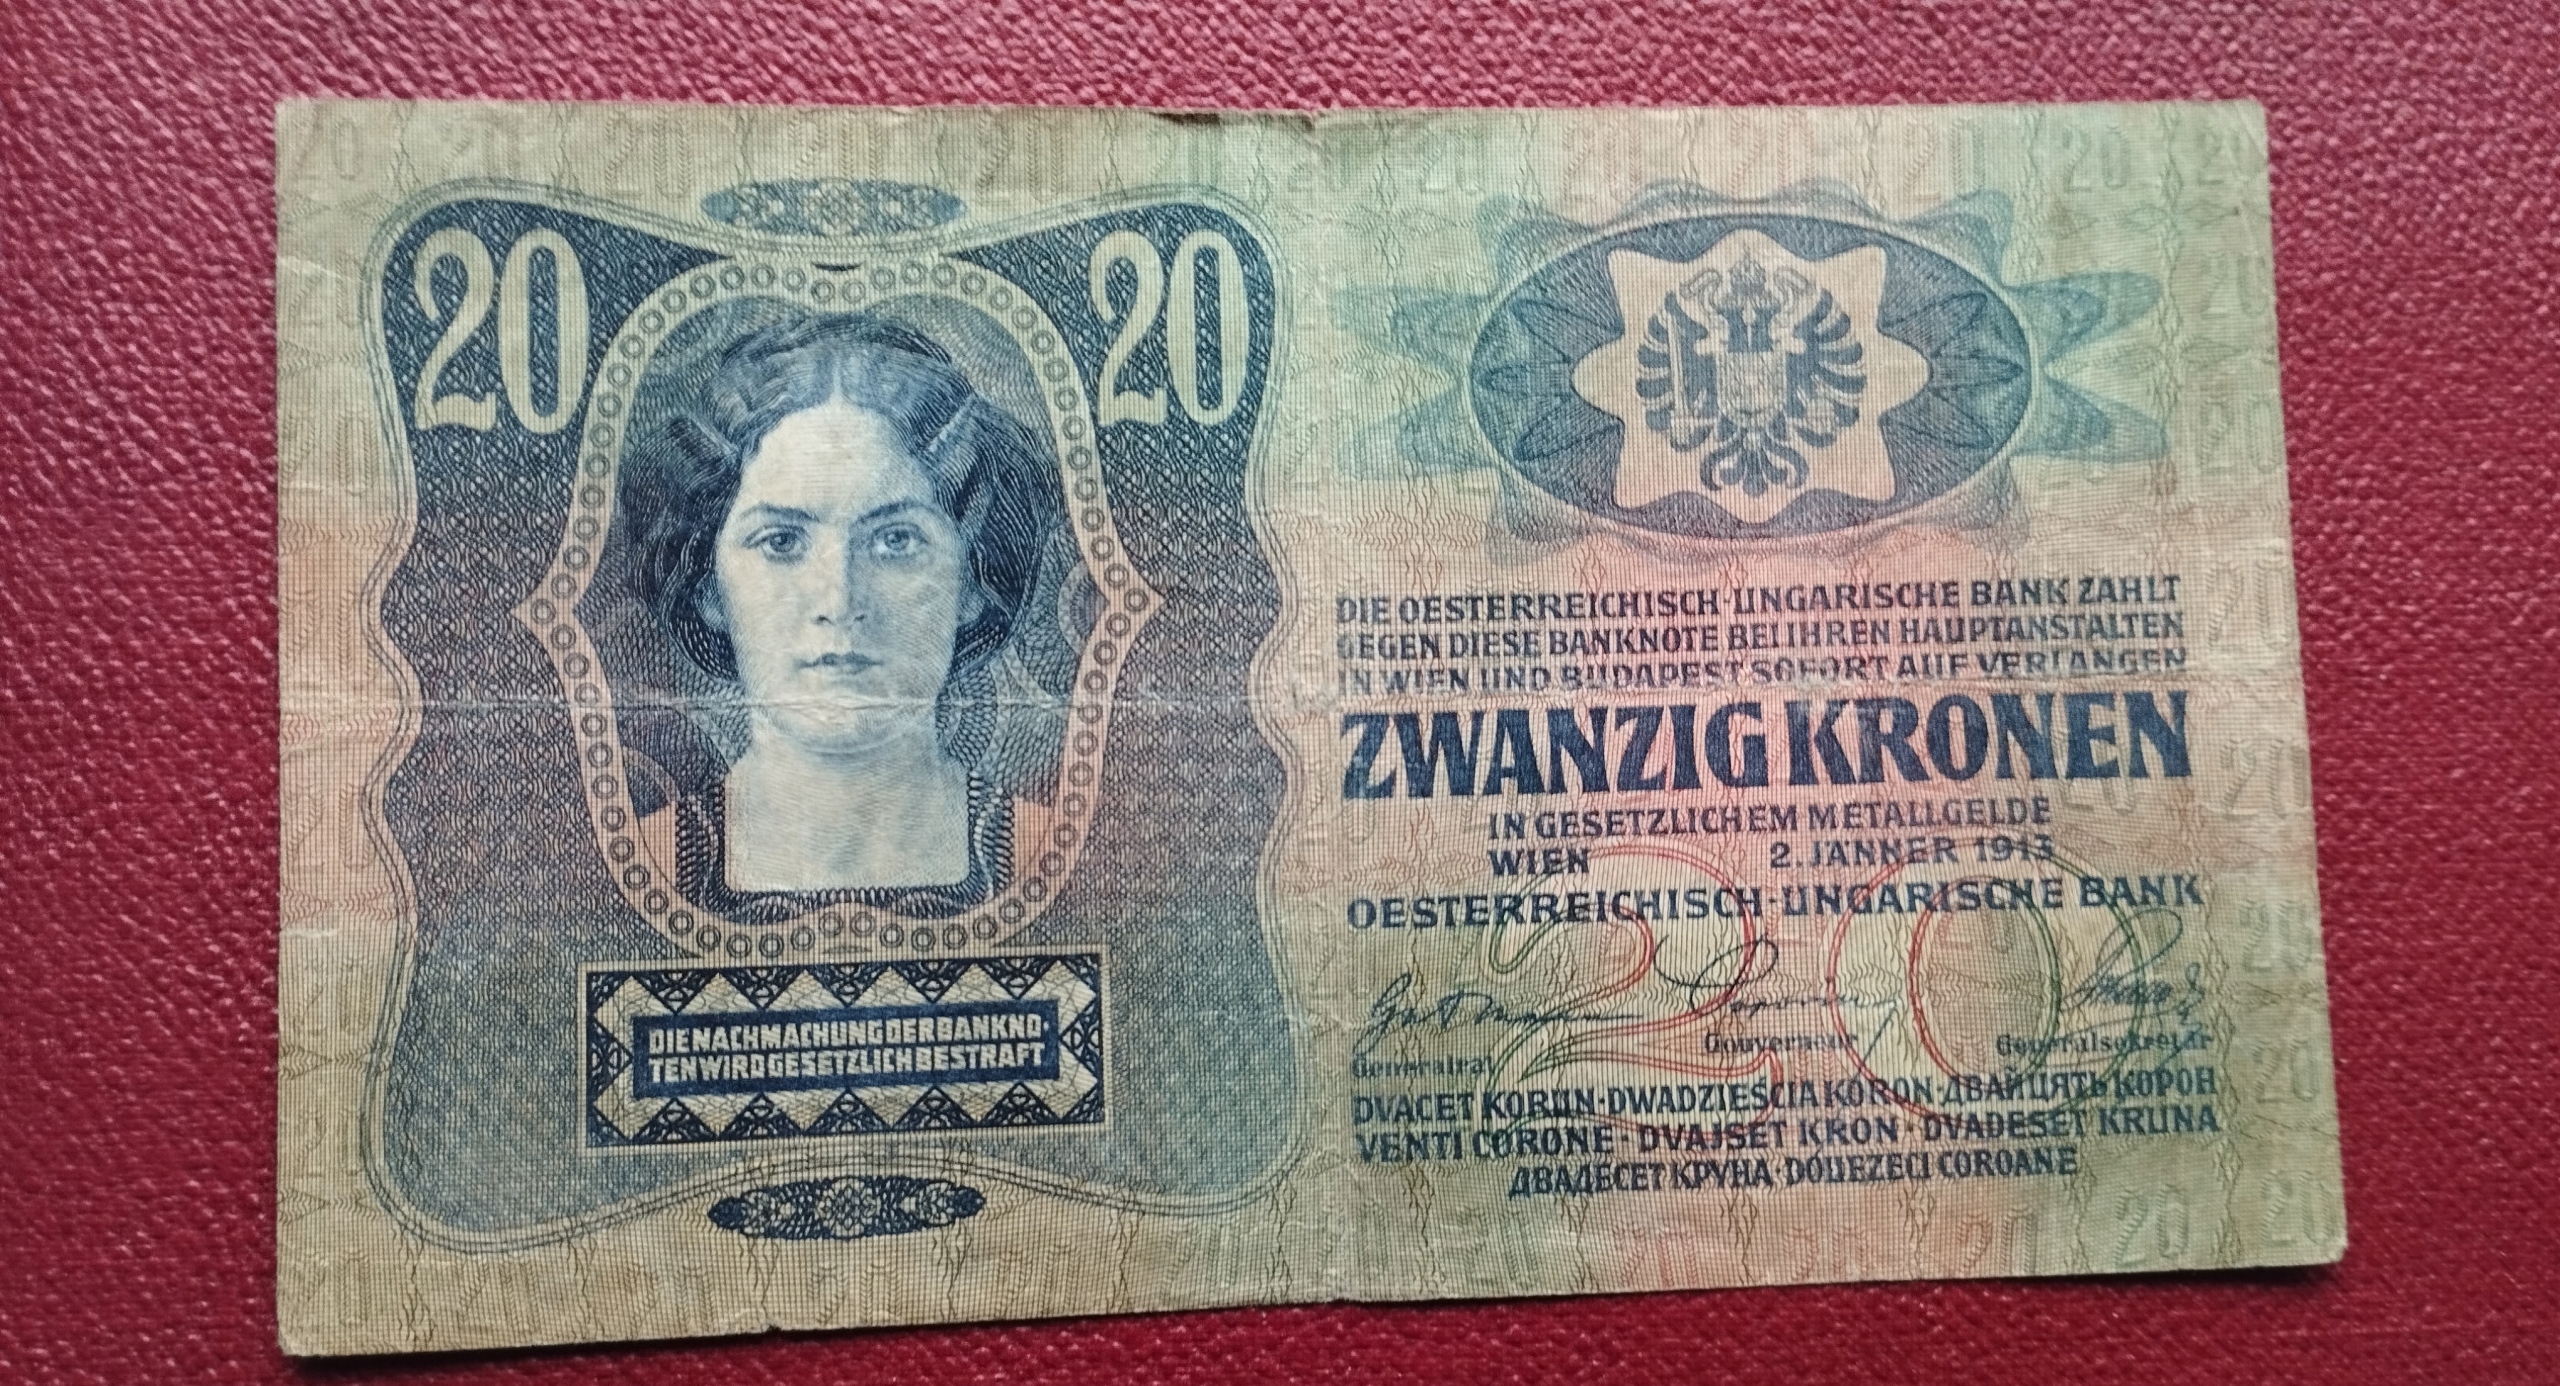 20
20
DIE NACHMACHUNG DER BANKNO-
TEN WIRD GESETZLICH BESTRAFT
DIE OESTERREICHISCH-UNGARISCHE BANK ZAHLT
GEGEN DIESE BANKNOTE BEI IHREN HAUPTANSTALTEN
IN WIEN UND BUDAPEST SOFORT AUF VERLANGEN
ZWANZIG KRONEN
IN GESETZLICHEM METALLGELDE
WIEN 2. JÄNNER 1913
OESTERREICHISCH-UNGARISCHE BANK
20
Generalrat Gouverneur Generalsekretär
DVACET KORUN·DWADZIEŚCIA KORON·ДВАЙЦЯТЬ КОРОН
VENTI CORONE·DVAJSET KRON·DVADESET KRUNA
ДВАДЕСЕТ КРУНА·DOUEZECI COROANE